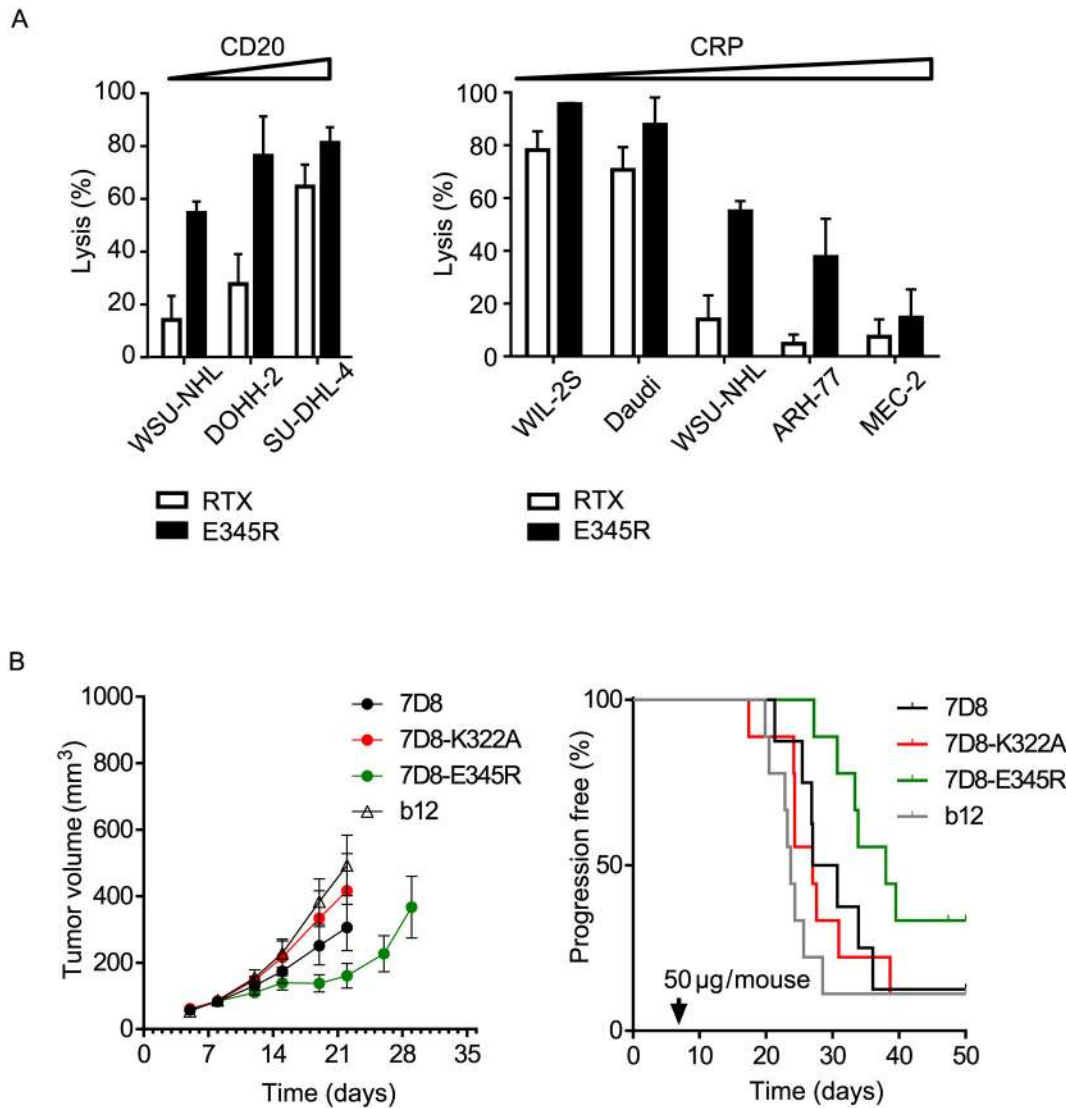 A
CD20
CRP
100
80
60
40
20
0
Lysis (%)
WSU-NHL
DOHH-2
SU-DHL-4
RTX
E345R
100
80
60
40
20
0
Lysis (%)
WIL-2S
Daudi
WSU-NHL
ARH-77
MEC-2
RTX
E345R
B
1000
800
600
400
200
0
Tumor volume (mm³)
7D8
7D8-K322A
7D8-E345R
b12
0 7 14 21 28 35
Time (days)
100
50
0
Progression free (%)
7D8
7D8-K322A
7D8-E345R
b12
50 µg/mouse
0 10 20 30 40 50
Time (days)